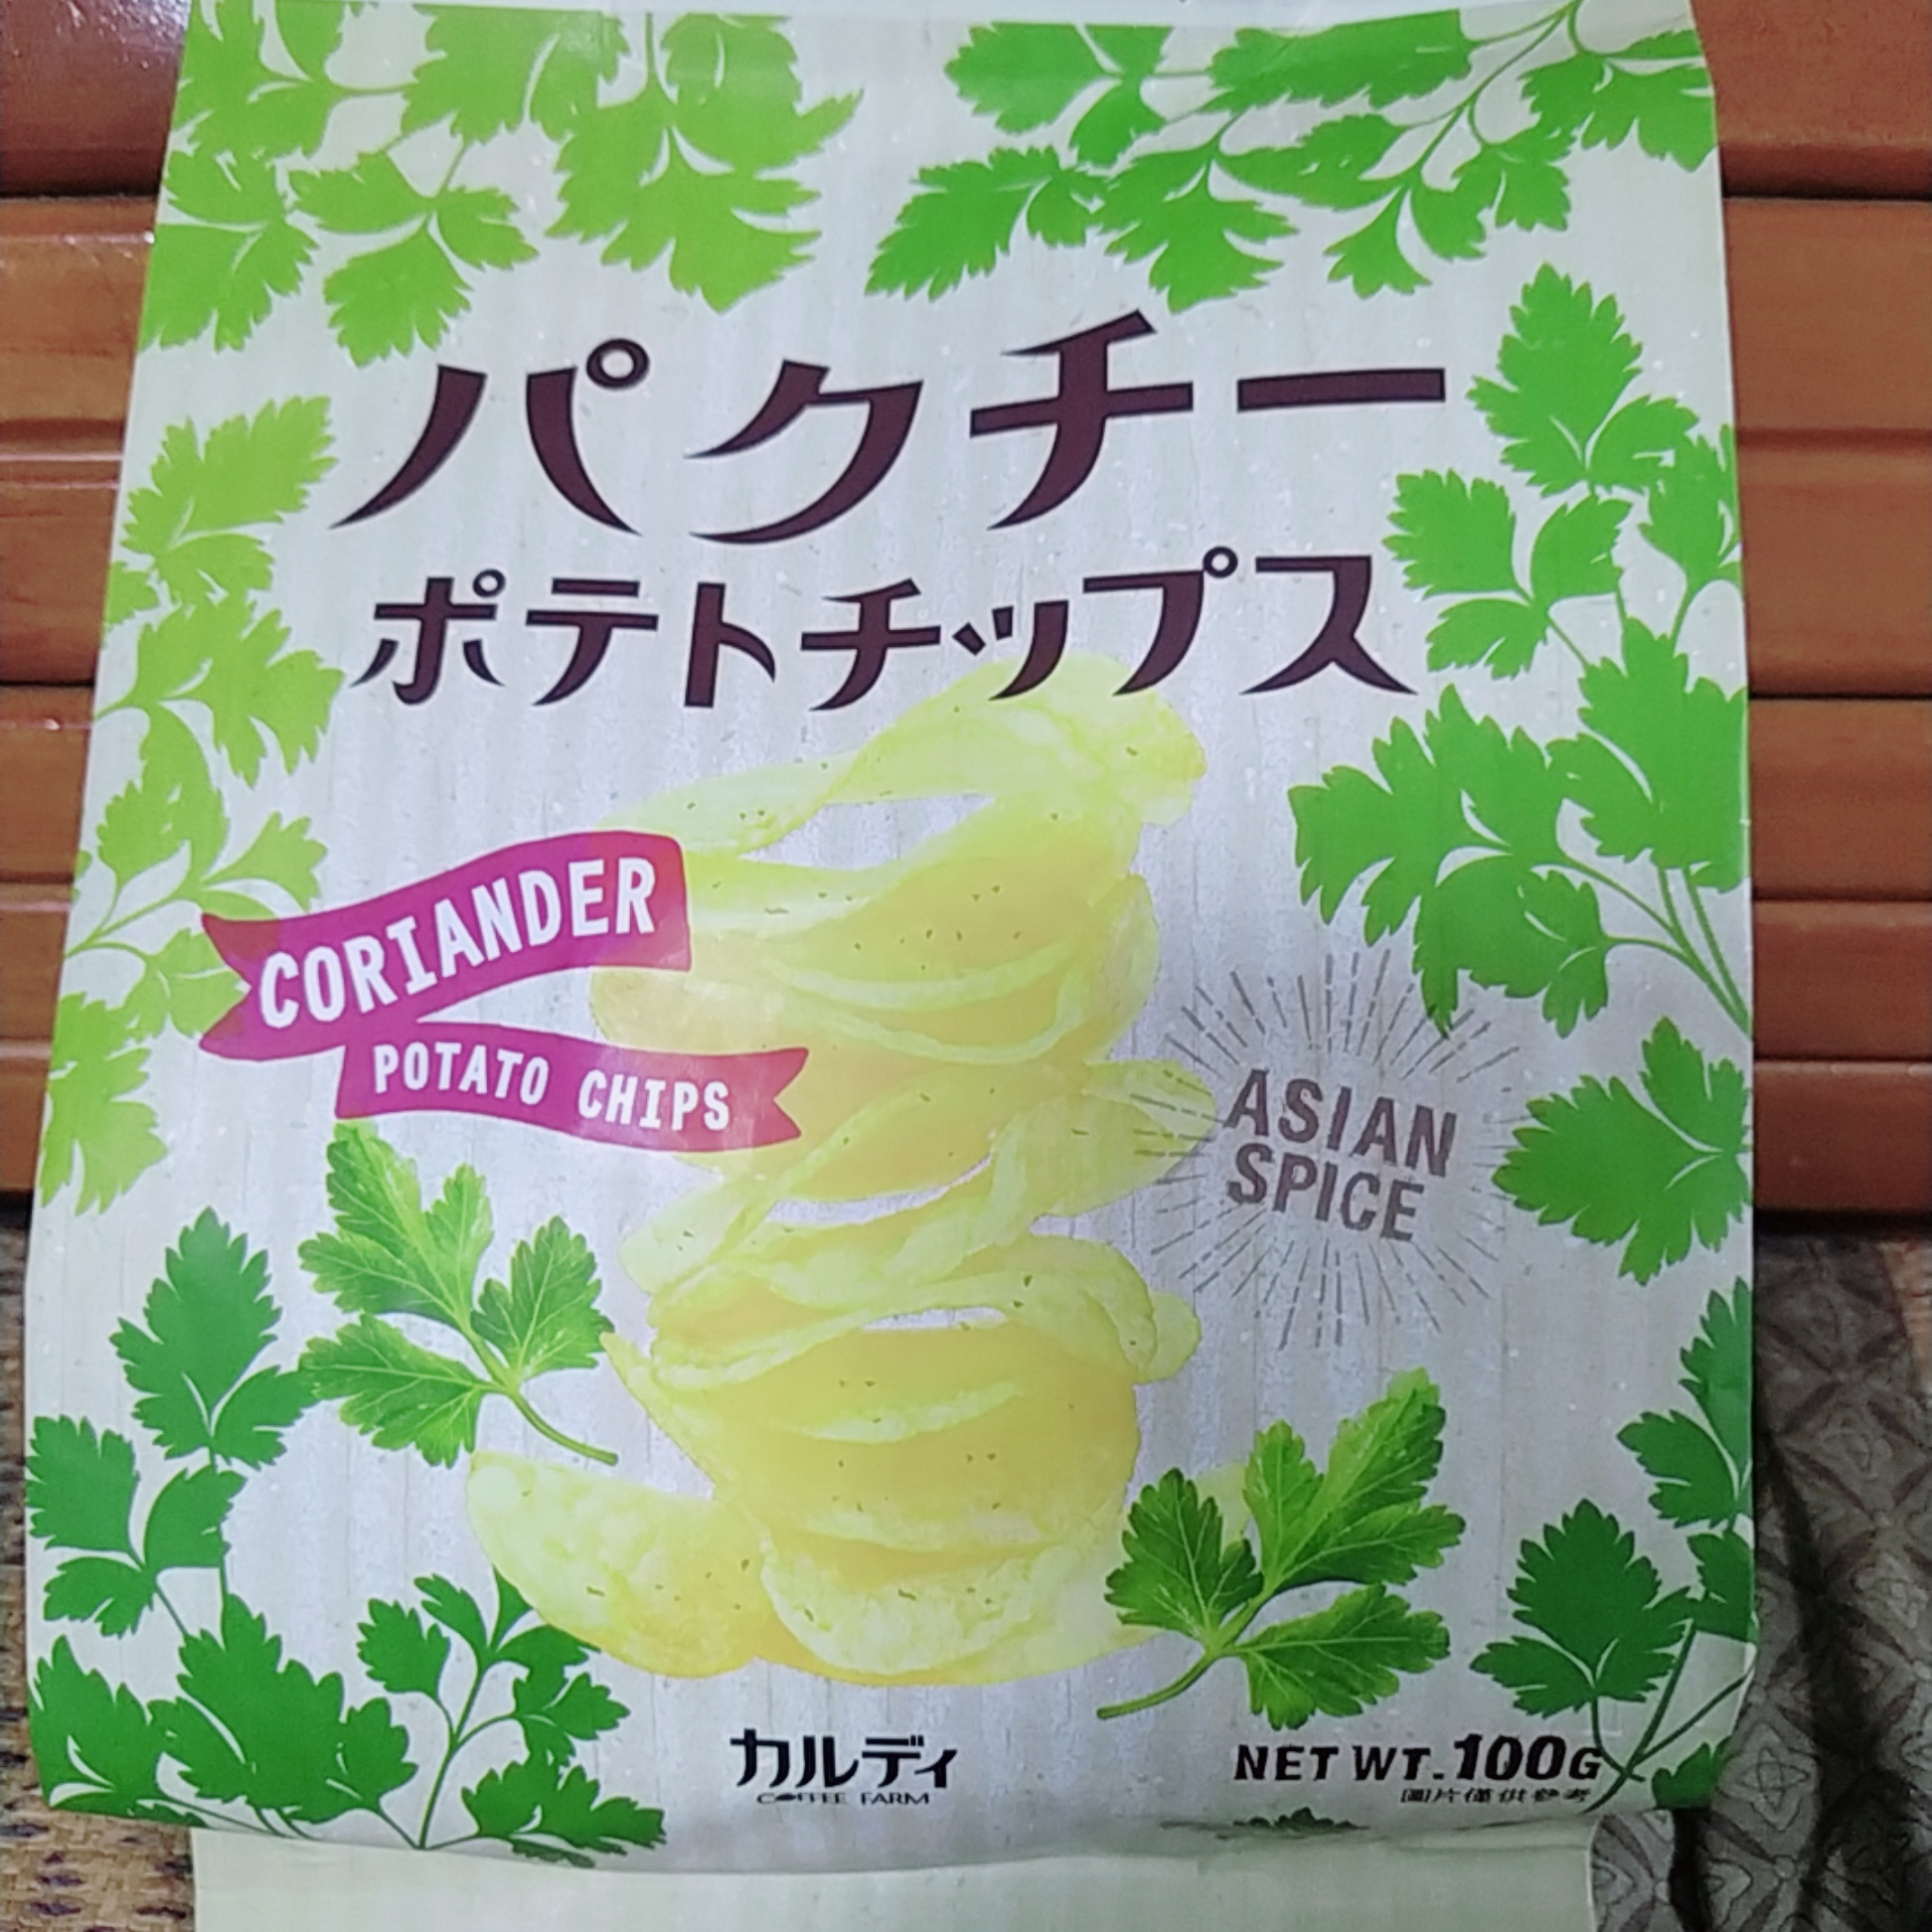 パクチー
ポテトチップス
CORIANDER
POTATO CHIPS
ASIAN
SPICE
カルディ
COFFEE FARM
NET WT. 100G
圖片僅供參考